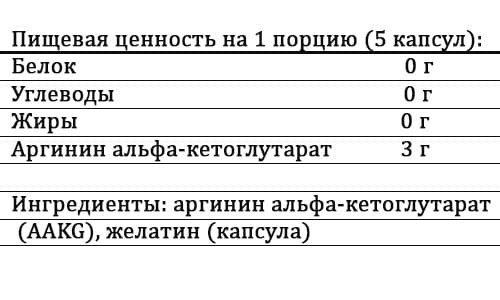 Пищевая ценность на 1 порцию (5 капсул):
Белок 0 г
Углеводы 0 г
Жиры 0 г
Аргинин альфа-кетоглутарат 3 г
Ингредиенты: аргинин альфа-кетоглутарат
(AAKG), желатин (капсула)